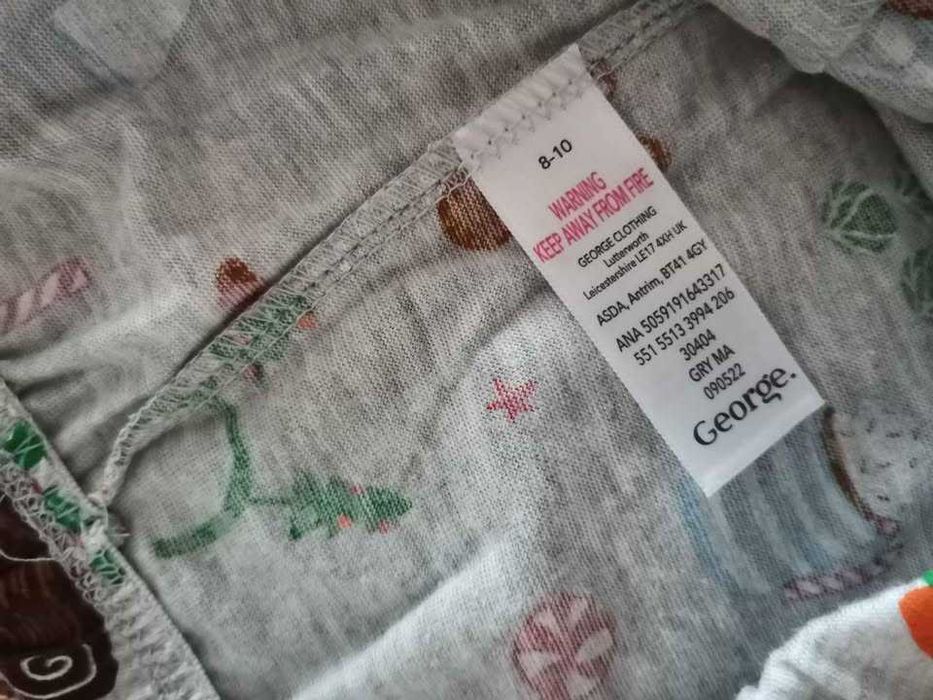 8-10
WARNING
KEEP AWAY FROM FIRE
GEORGE CLOTHING
Lutterworth
Leicestershire LE17 4XH UK
ASDA, Antrim, BT41 4GY
ANA 5059191643317
551 5513 3994 206
30404
GRY MA
090522
George.